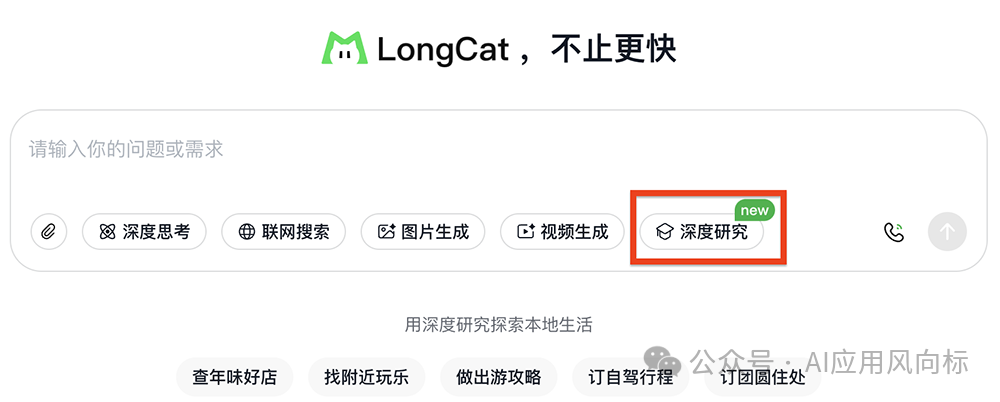 LongCat ，不止更快
请输入你的问题或需求
new
深度思考 联网搜索 图片生成 视频生成 深度研究
用深度研究探索本地生活
查年味好店 找附近玩乐 做出游攻略 订自驾行程 订团圆住处
公众号 · AI应用风向标